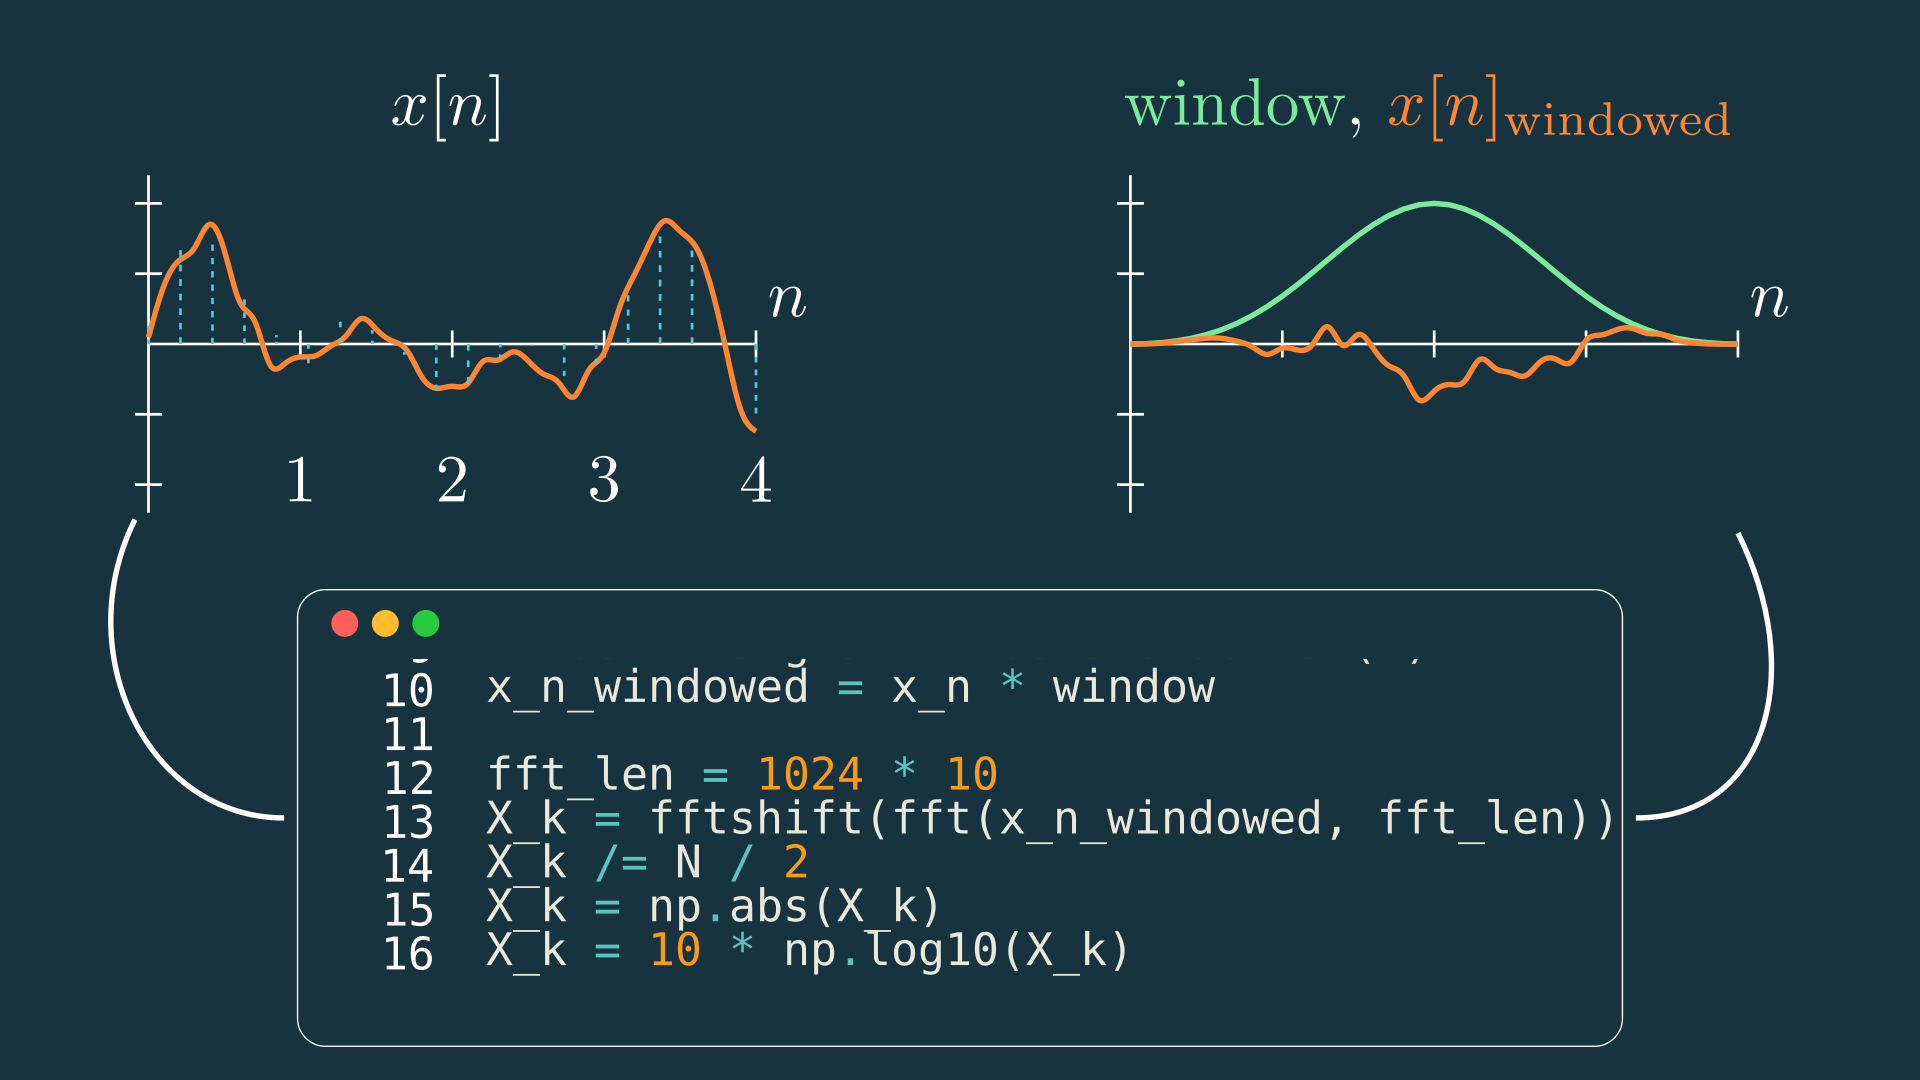 x[n]
window, x[n]windowed
n
n
1 2 3 4
10 x_n_windowed = x_n * window
11
12 fft_len = 1024 * 10
13 X_k = fftshift(fft(x_n_windowed, fft_len))
14 X_k /= N / 2
15 X_k = np.abs(X_k)
16 X_k = 10 * np.log10(X_k)